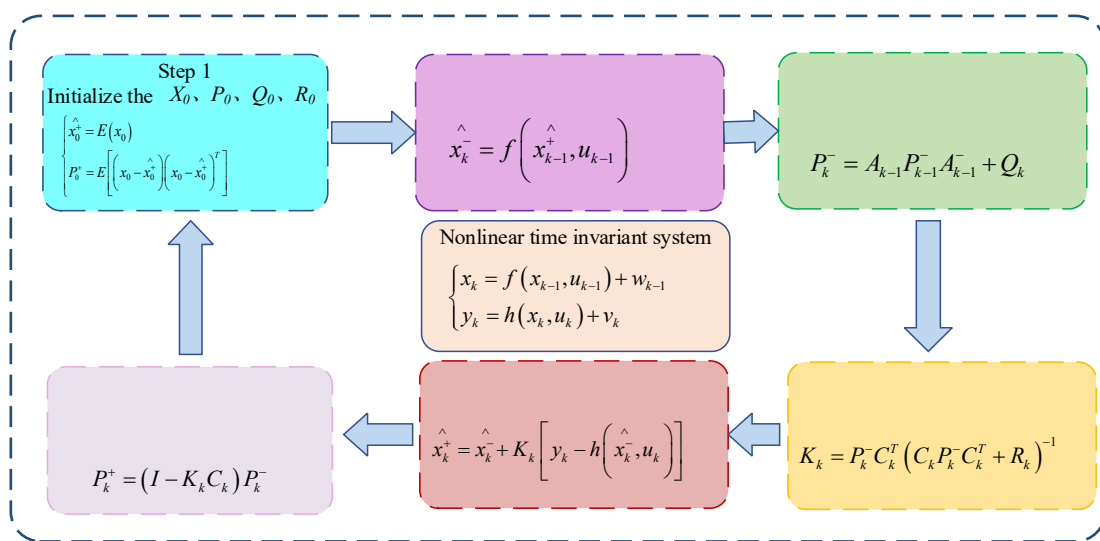 Step 1
Initialize the X₀、P₀、Q₀、R₀
{ x̂₀⁺ = E(x₀)
P₀⁺ = E[(x₀ − x̂₀⁺)(x₀ − x̂₀⁺)ᵀ]
x̂ₖ⁻ = f(x̂ₖ₋₁⁺, uₖ₋₁)
Pₖ⁻ = Aₖ₋₁Pₖ₋₁⁻Aₖ₋₁⁻ + Qₖ
Nonlinear time invariant system
{ xₖ = f(xₖ₋₁, uₖ₋₁) + wₖ₋₁
yₖ = h(xₖ, uₖ) + vₖ
Kₖ = Pₖ⁻Cₖᵀ(CₖPₖ⁻Cₖᵀ + Rₖ)⁻¹
x̂ₖ⁺ = x̂ₖ⁻ + Kₖ[yₖ − h(x̂ₖ⁻, uₖ)]
Pₖ⁺ = (I − KₖCₖ)Pₖ⁻